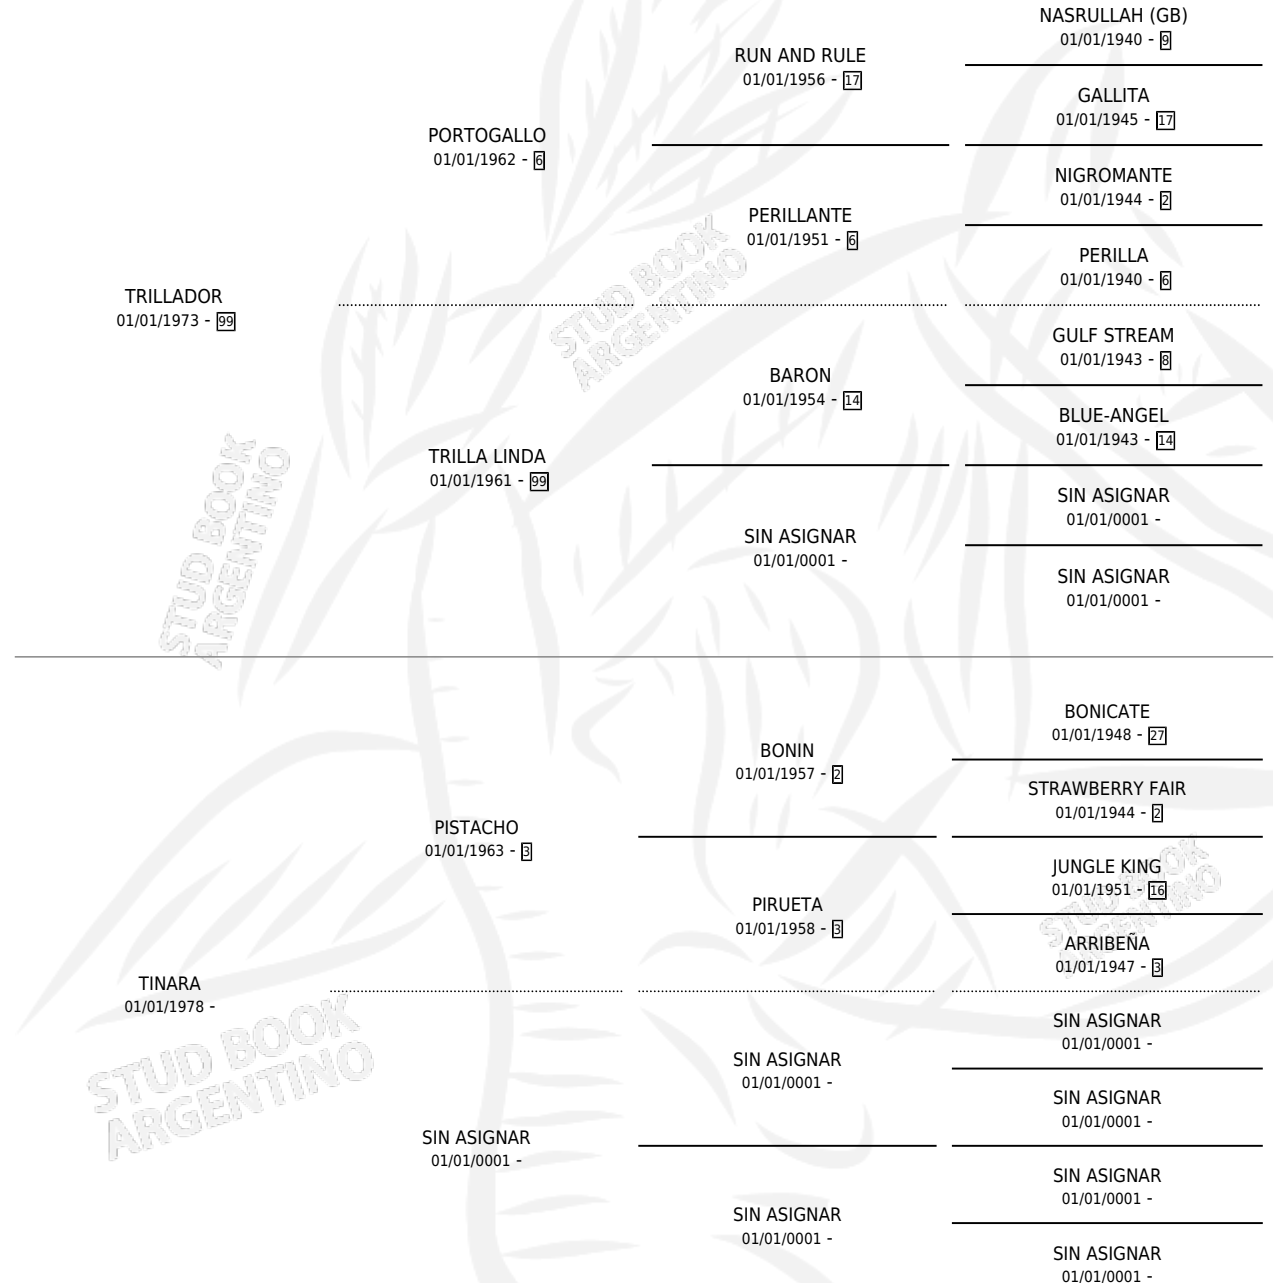 NASRULLAH (GB)
01/01/1940 - 9
RUN AND RULE
01/01/1956 - 17
GALLITA
01/01/1945 - 17
PORTOGALLO
01/01/1962 - 6
NIGROMANTE
01/01/1944 - 2
PERILLANTE
01/01/1951 - 6
PERILLA
01/01/1940 - 6
TRILLADOR
01/01/1973 - 99
GULF STREAM
01/01/1943 - 8
BARON
01/01/1954 - 14
BLUE-ANGEL
01/01/1943 - 14
TRILLA LINDA
01/01/1961 - 99
SIN ASIGNAR
01/01/0001 -
SIN ASIGNAR
01/01/0001 -
SIN ASIGNAR
01/01/0001 -
STUD BOOK
ARGENTINO
STUD BOOK
ARGENTINO
BONICATE
01/01/1948 - 27
BONIN
01/01/1957 - 2
STRAWBERRY FAIR
01/01/1944 - 2
PISTACHO
01/01/1963 - 3
JUNGLE KING
01/01/1951 - 16
PIRUETA
01/01/1958 - 3
ARRIBEÑA
01/01/1947 - 3
TINARA
01/01/1978 -
SIN ASIGNAR
01/01/0001 -
SIN ASIGNAR
01/01/0001 -
SIN ASIGNAR
01/01/0001 -
SIN ASIGNAR
01/01/0001 -
SIN ASIGNAR
01/01/0001 -
SIN ASIGNAR
01/01/0001 -
SIN ASIGNAR
01/01/0001 -
STUD BOOK
ARGENTINO
STUD BOOK
ARGENTINO